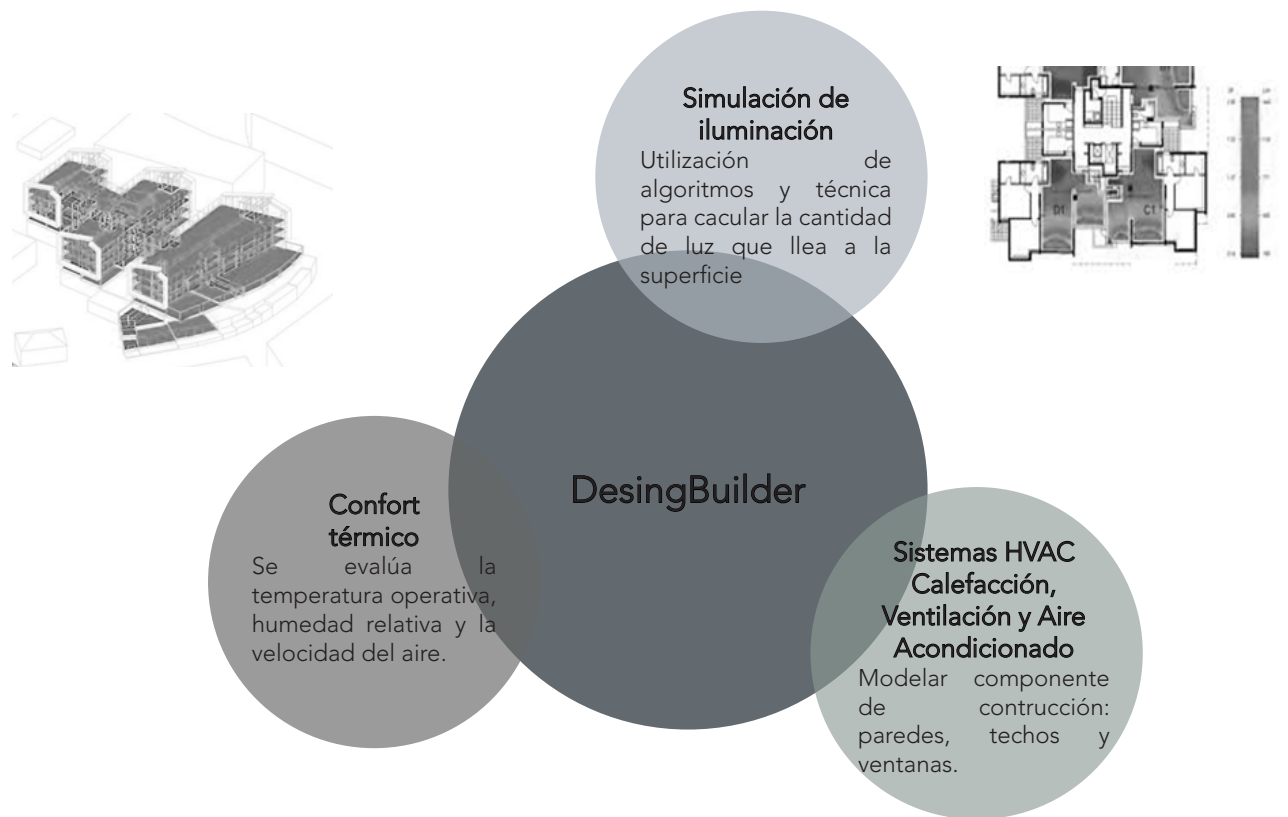 Simulación de
iluminación
Utilización de
algoritmos y técnica
para cacular la cantidad
de luz que llea a la
superficie
D1
C1
DesingBuilder
Confort
térmico
Se evalúa la
temperatura operativa,
humedad relativa y la
velocidad del aire.
Sistemas HVAC
Calefacción,
Ventilación y Aire
Acondicionado
Modelar componente
de contrucción:
paredes, techos y
ventanas.